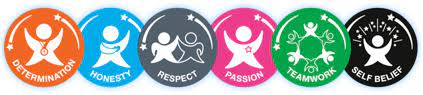 DETERMINATION
HONESTY
RESPECT
PASSION
TEAMWORK
SELF BELIEF